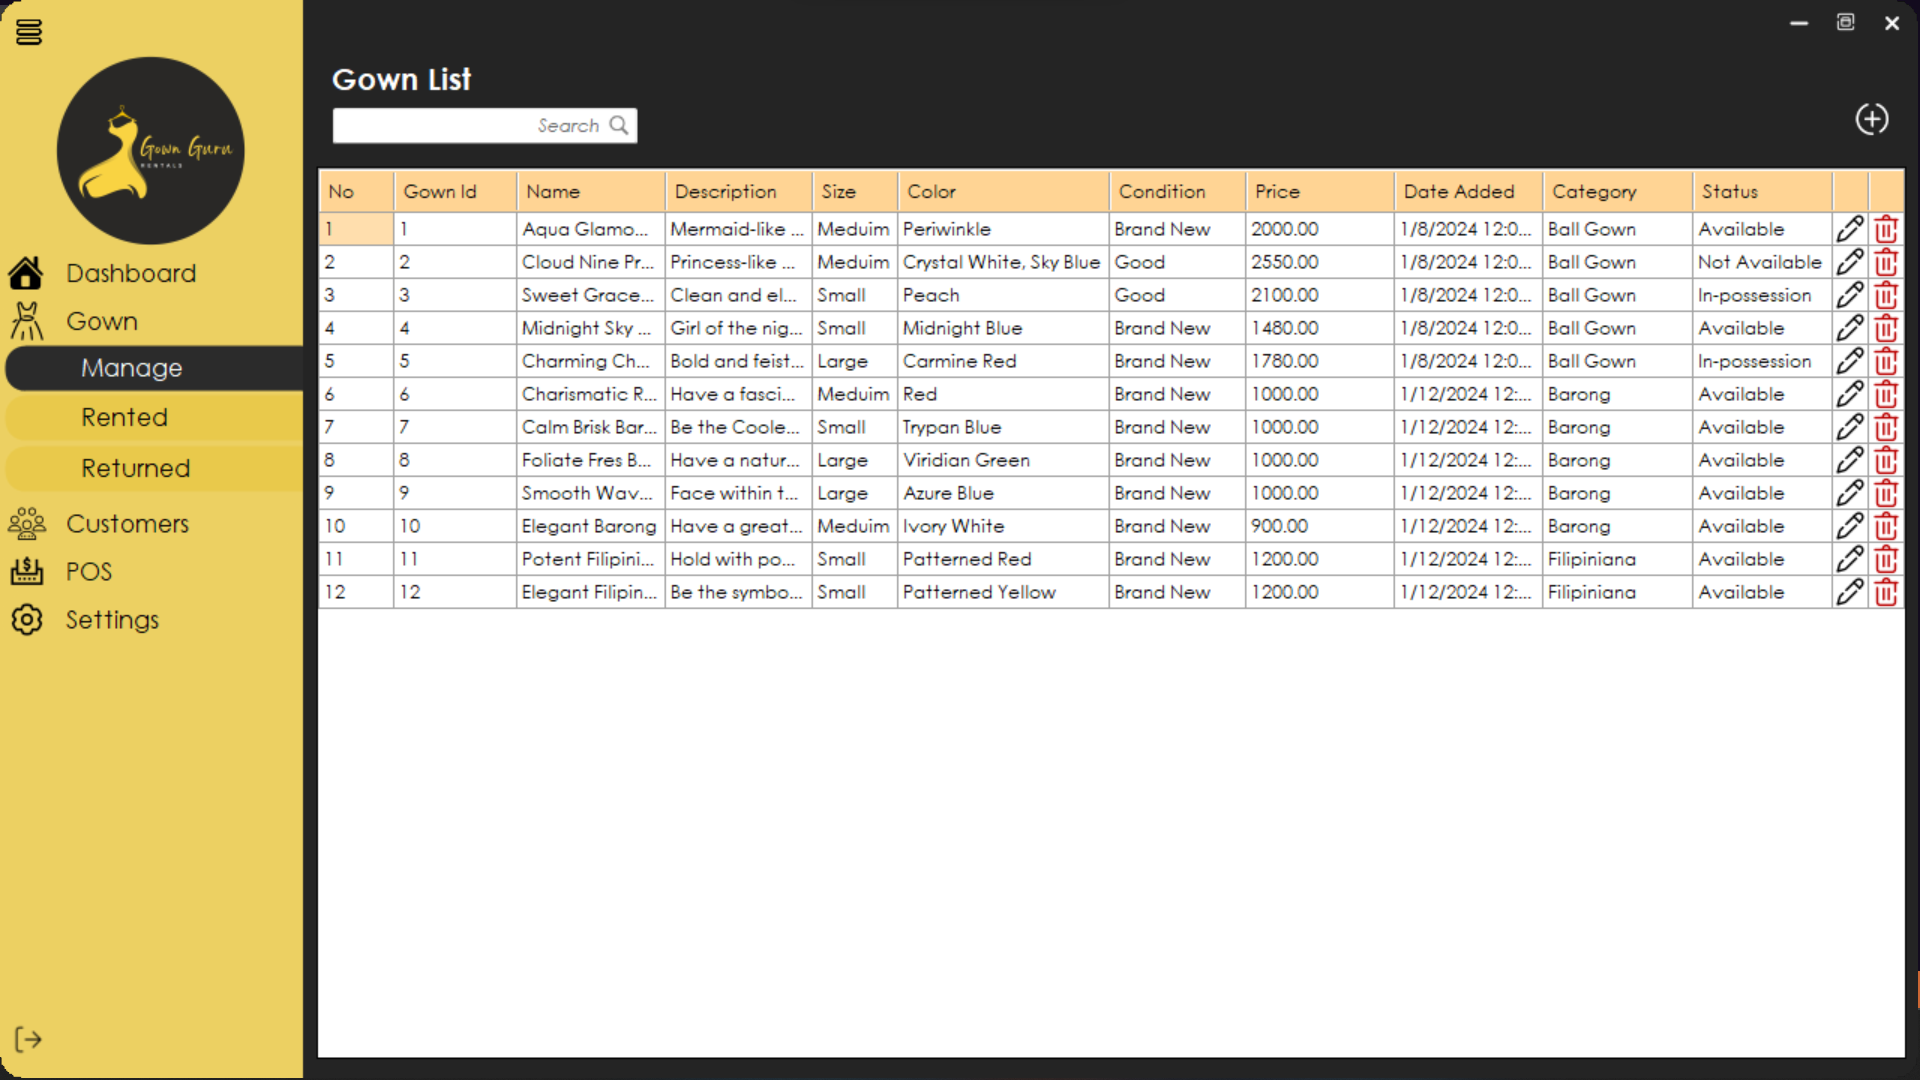 Gown Guru
RENTALS
Dashboard
Gown
Manage
Rented
Returned
Customers
POS
Settings
Gown List
Search
No Gown Id Name Description Size Color Condition Price Date Added Category Status
1 1 Aqua Glamo... Mermaid-like ... Meduim Periwinkle Brand New 2000.00 1/8/2024 12:0... Ball Gown Available
2 2 Cloud Nine Pr... Princess-like ... Meduim Crystal White, Sky Blue Good 2550.00 1/8/2024 12:0... Ball Gown Not Available
3 3 Sweet Grace... Clean and el... Small Peach Good 2100.00 1/8/2024 12:0... Ball Gown In-possession
4 4 Midnight Sky ... Girl of the nig... Small Midnight Blue Brand New 1480.00 1/8/2024 12:0... Ball Gown Available
5 5 Charming Ch... Bold and feist... Large Carmine Red Brand New 1780.00 1/8/2024 12:0... Ball Gown In-possession
6 6 Charismatic R... Have a fasci... Meduim Red Brand New 1000.00 1/12/2024 12:... Barong Available
7 7 Calm Brisk Bar... Be the Coole... Small Trypan Blue Brand New 1000.00 1/12/2024 12:... Barong Available
8 8 Foliate Fres B... Have a natur... Large Viridian Green Brand New 1000.00 1/12/2024 12:... Barong Available
9 9 Smooth Wav... Face within t... Large Azure Blue Brand New 1000.00 1/12/2024 12:... Barong Available
10 10 Elegant Barong Have a great... Meduim Ivory White Brand New 900.00 1/12/2024 12:... Barong Available
11 11 Potent Filipini... Hold with po... Small Patterned Red Brand New 1200.00 1/12/2024 12:... Filipiniana Available
12 12 Elegant Filipin... Be the symbo... Small Patterned Yellow Brand New 1200.00 1/12/2024 12:... Filipiniana Available